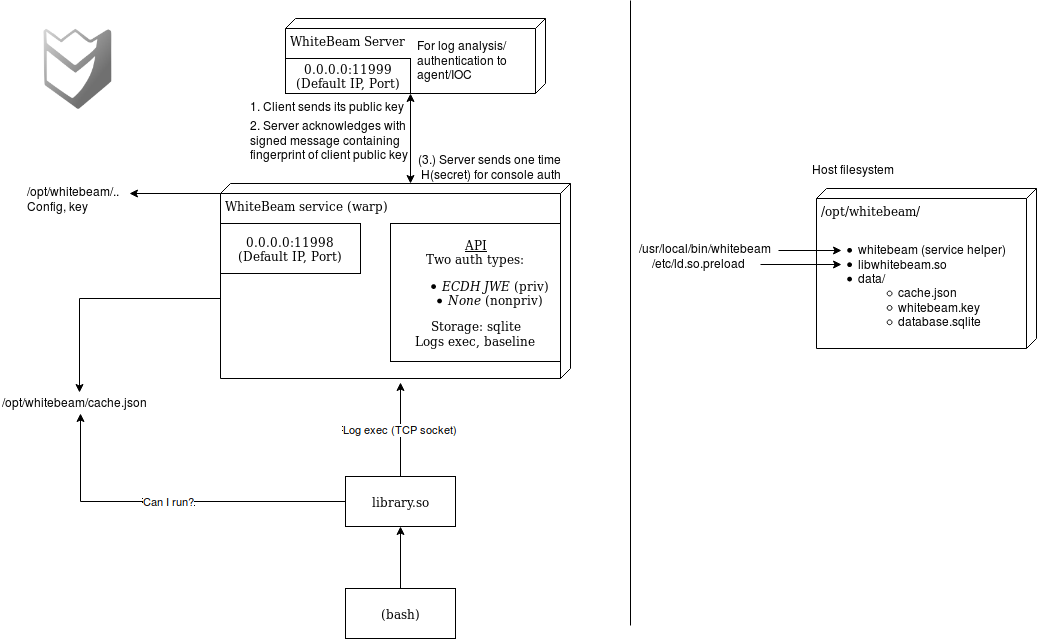 WhiteBeam Server
0.0.0.0:11999
(Default IP, Port)
For log analysis/
authentication to
agent/IOC
1. Client sends its public key
2. Server acknowledges with
signed message containing
fingerprint of client public key
(3.) Server sends one time
H(secret) for console auth
/opt/whitebeam/..
Config, key
WhiteBeam service (warp)
0.0.0.0:11998
(Default IP, Port)
API
Two auth types:
• ECDH JWE (priv)
• None (nonpriv)
Storage: sqlite
Logs exec, baseline
/opt/whitebeam/cache.json
Log exec (TCP socket)
Can I run?
library.so
(bash)
Host filesystem
/opt/whitebeam/
/usr/local/bin/whitebeam
/etc/ld.so.preload
• whitebeam (service helper)
• libwhitebeam.so
• data/
○ cache.json
○ whitebeam.key
○ database.sqlite